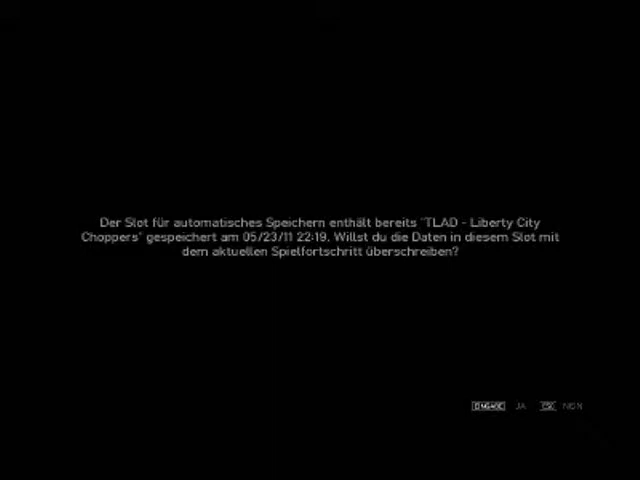 Der Slot für automatisches Speichern enthält bereits "TLAD - Liberty City
Choppers" gespeichert am 05/23/11 22:19. Willst du die Daten in diesem Slot mit
dem aktuellen Spielfortschritt überschreiben?
JA ESC